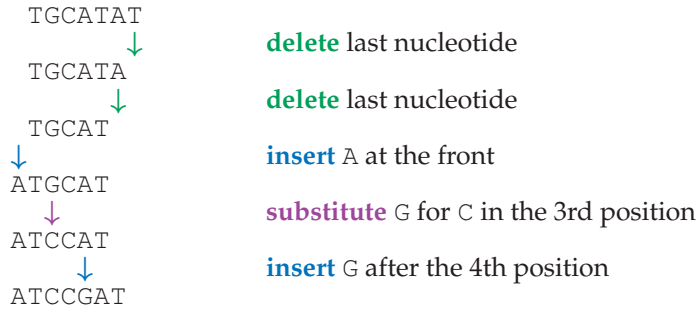 TGCATAT
delete last nucleotide
TGCATA
delete last nucleotide
TGCAT
insert A at the front
ATGCAT
substitute G for C in the 3rd position
ATCCAT
insert G after the 4th position
ATCCGAT